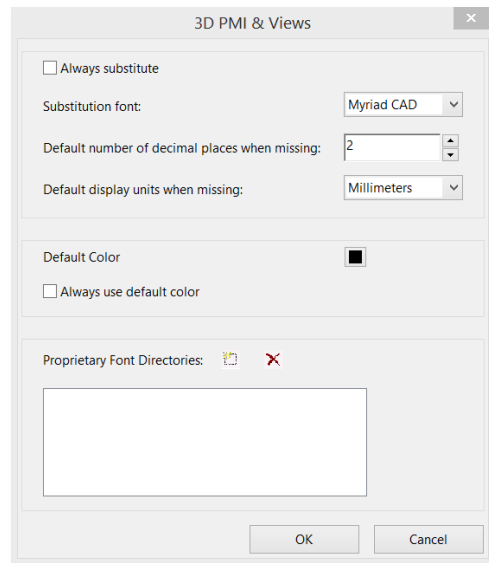 3D PMI & Views
Always substitute
Substitution font: Myriad CAD
Default number of decimal places when missing: 2
Default display units when missing: Millimeters
Default Color
Always use default color
Proprietary Font Directories:
OK Cancel